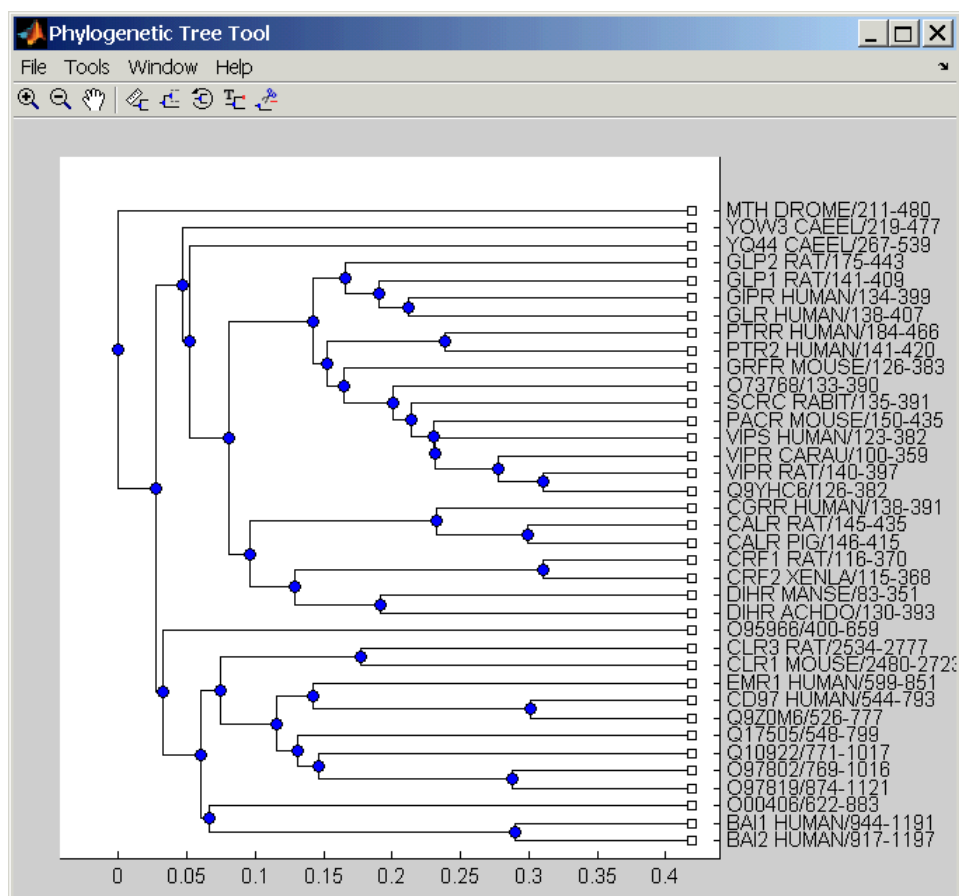 Phylogenetic Tree Tool
File Tools Window Help
MTH DROME/211-480
YOW3 CAEEL/219-477
YQ44 CAEEL/267-539
GLP2 RAT/175-443
GLP1 RAT/141-409
GIPR HUMAN/134-399
GLR HUMAN/138-407
PTRR HUMAN/184-466
PTR2 HUMAN/141-420
GRFR MOUSE/126-383
O73768/133-390
SCRC RABIT/135-391
PACR MOUSE/150-435
VIPS HUMAN/123-382
VIPR CARAU/100-359
VIPR RAT/140-397
Q9YHC6/126-382
CGRR HUMAN/138-391
CALR RAT/145-435
CALR PIG/146-415
CRF1 RAT/116-370
CRF2 XENLA/115-368
DIHR MANSE/83-351
DIHR ACHDO/130-393
O95966/400-659
CLR3 RAT/2534-2777
CLR1 MOUSE/2480-2723
EMR1 HUMAN/599-851
CD97 HUMAN/544-793
Q9Z0M6/526-777
Q17505/548-799
Q10922/771-1017
O97802/769-1016
O97819/874-1121
O00406/622-883
BAI1 HUMAN/944-1191
BAI2 HUMAN/917-1197
0 0.05 0.1 0.15 0.2 0.25 0.3 0.35 0.4